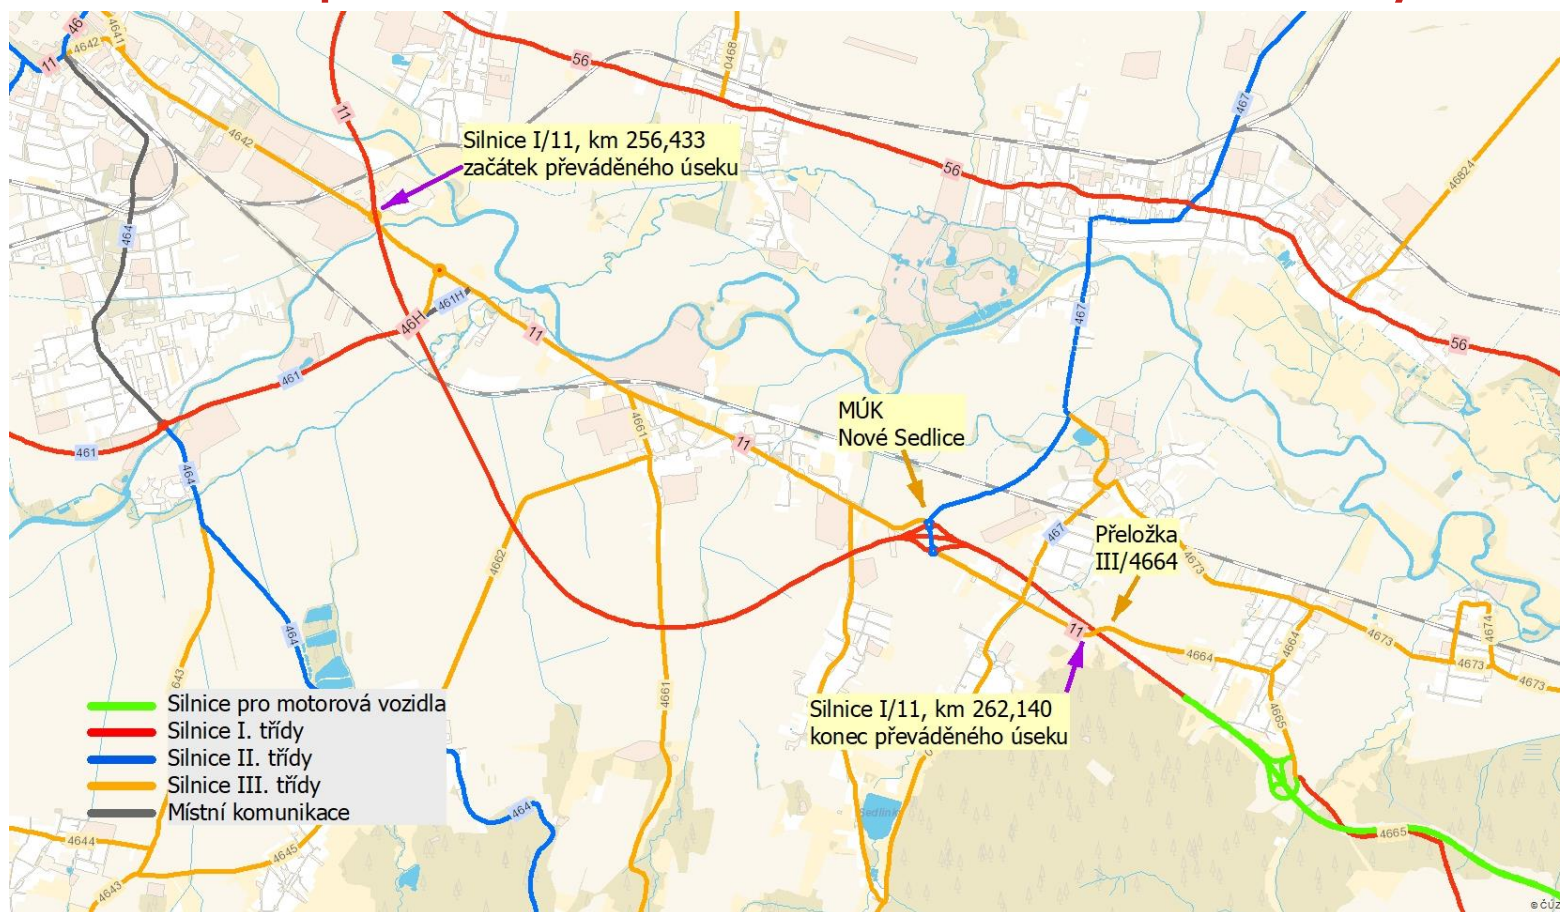 46
4641
4642
11
11
56
0468
467
4642
Silnice I/11, km 256,433
začátek převáděného úseku
56
4682 4
464
461H
467
46H
11
56
461
4661
MÚK
Nové Sedlice
11
461
464
467
Přeložka
III/4664
4662
4673
464
11
4664
4673
4674
4664
4673
4673
643
4661
4665
Silnice I/11, km 262,140
konec převáděného úseku
Silnice pro motorová vozidla
Silnice I. třídy
Silnice II. třídy
Silnice III. třídy
Místní komunikace
464
Sedlinka
4665
4644
4645
4643
© ČÚZ